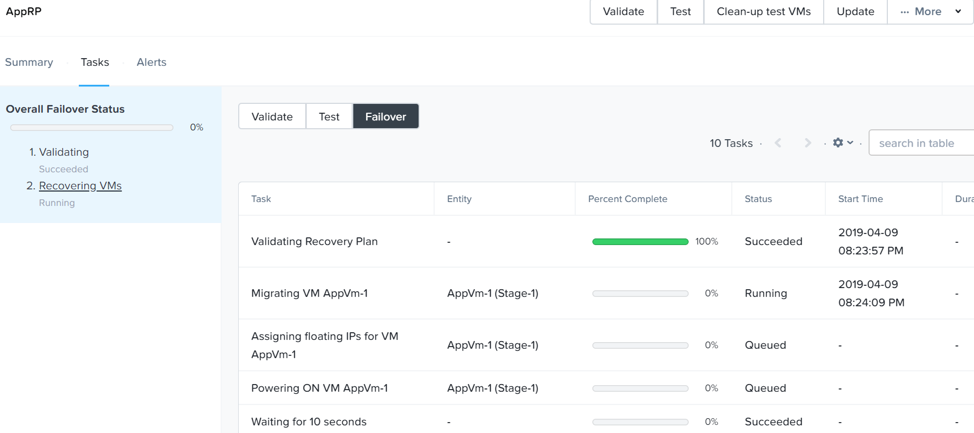 AppRP
Validate Test Clean-up test VMs Update ··· More
Summary Tasks Alerts
Overall Failover Status
0%
1. Validating
Succeeded
2. Recovering VMs
Running
Validate Test Failover
10 Tasks
search in table
Task Entity Percent Complete Status Start Time
Validating Recovery Plan - 100% Succeeded 2019-04-09 08:23:57 PM -
Migrating VM AppVm-1 AppVm-1 (Stage-1) 0% Running 2019-04-09 08:24:09 PM -
Assigning floating IPs for VM AppVm-1 AppVm-1 (Stage-1) 0% Queued - -
Powering ON VM AppVm-1 AppVm-1 (Stage-1) 0% Queued - -
Waiting for 10 seconds - 0% Succeeded - -